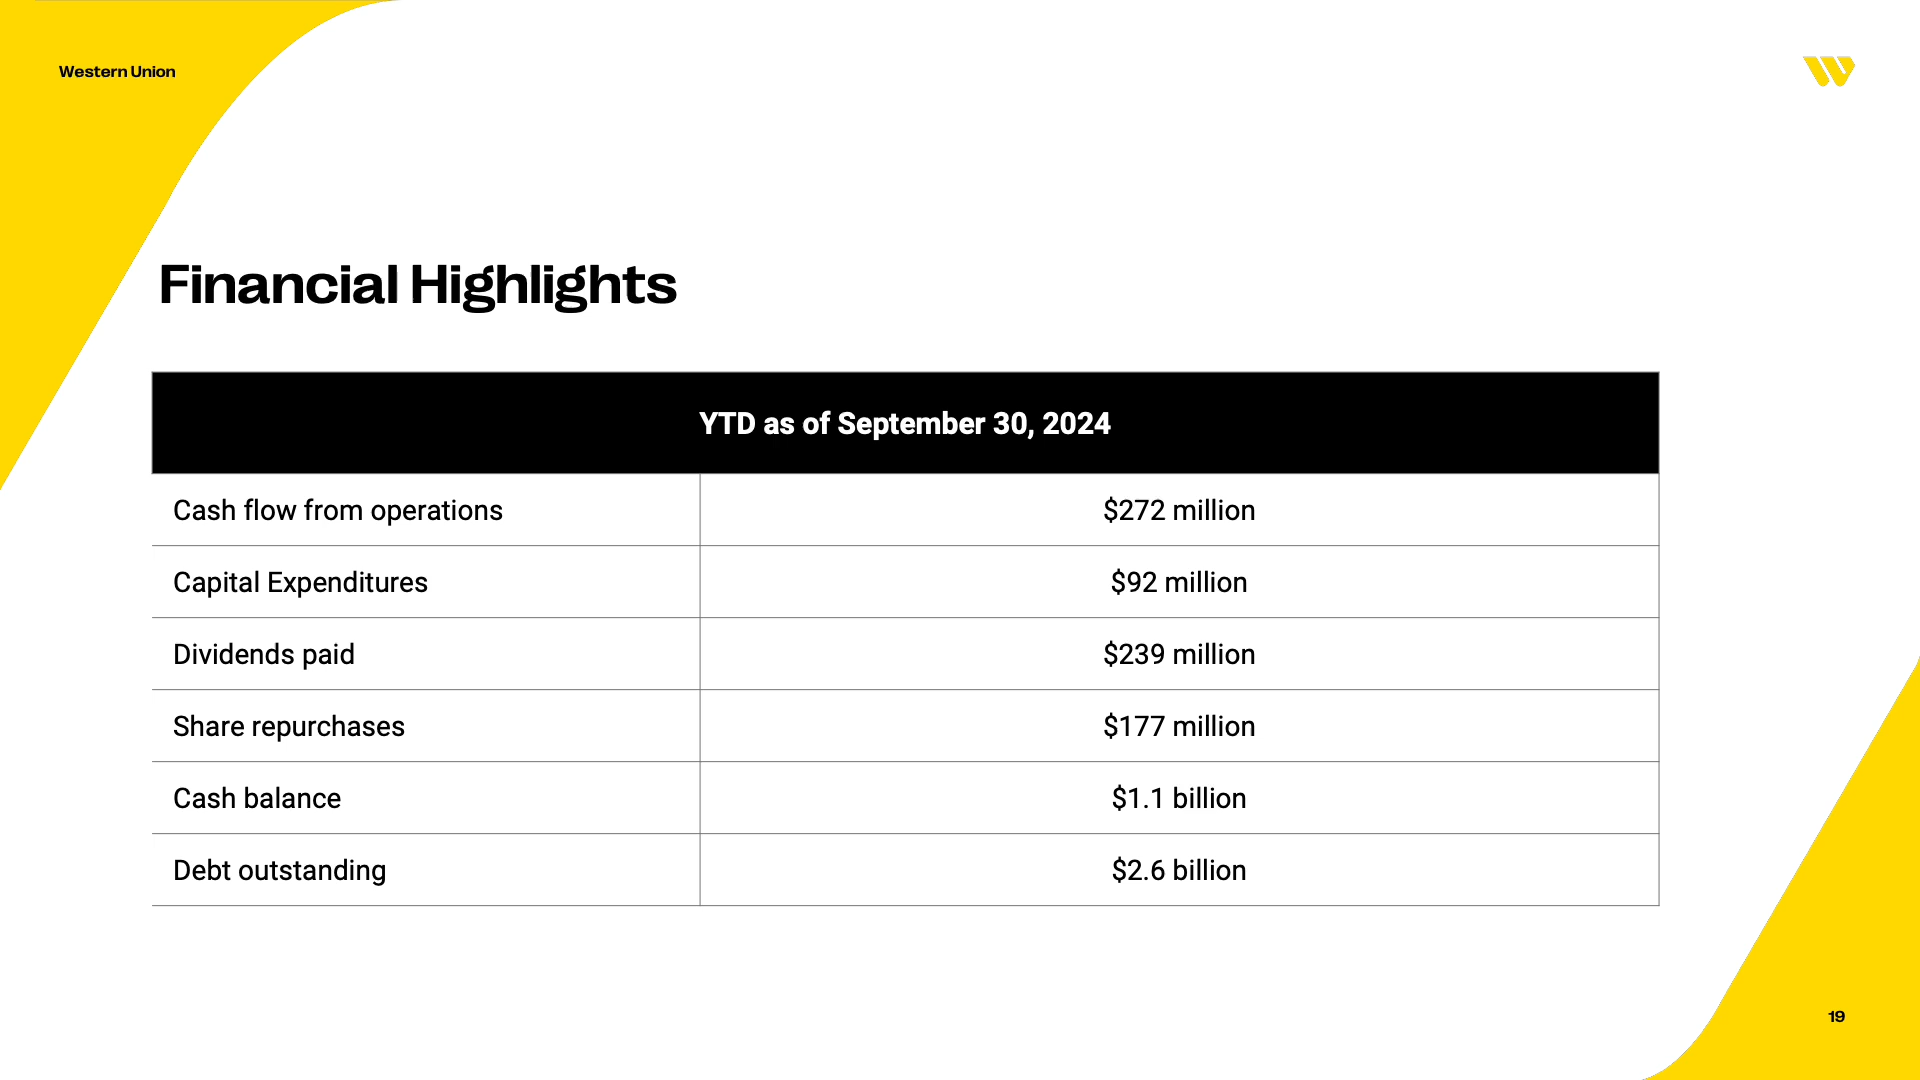 Western Union
Financial Highlights
YTD as of September 30, 2024
Cash flow from operations $272 million
Capital Expenditures $92 million
Dividends paid $239 million
Share repurchases $177 million
Cash balance $1.1 billion
Debt outstanding $2.6 billion
19